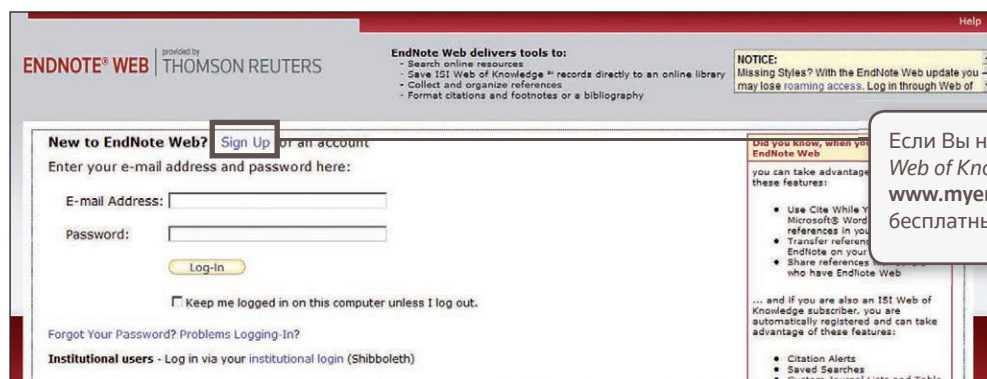 Help
ENDNOTE® WEB
provided by
THOMSON REUTERS
EndNote Web delivers tools to:
- Search online resources
- Save ISI Web of Knowledge ℠ records directly to an online library
- Collect and organize references
- Format citations and footnotes or a bibliography
NOTICE:
Missing Styles? With the EndNote Web update you
may lose roaming access. Log in through Web of
New to EndNote Web? Sign Up for an account
Enter your e-mail address and password here:
E-mail Address:
Password:
Log-In
Keep me logged in on this computer unless I log out.
Forgot Your Password? Problems Logging-In?
Institutional users - Log in via your institutional login (Shibboleth)
Did you know, when you
EndNote Web
you can take advantage
these features:
• Use Cite While Y
Microsoft® Word
references in you
• Transfer referenc
EndNote on your
• Share references
who have EndNote Web
... and if you are also an ISI Web of
Knowledge subscriber, you are
automatically registered and can take
advantage of these features:
• Citation Alerts
• Saved Searches
• Custom Journal Lists and Table
Если Вы н
Web of Kno
www.myen
бесплатны